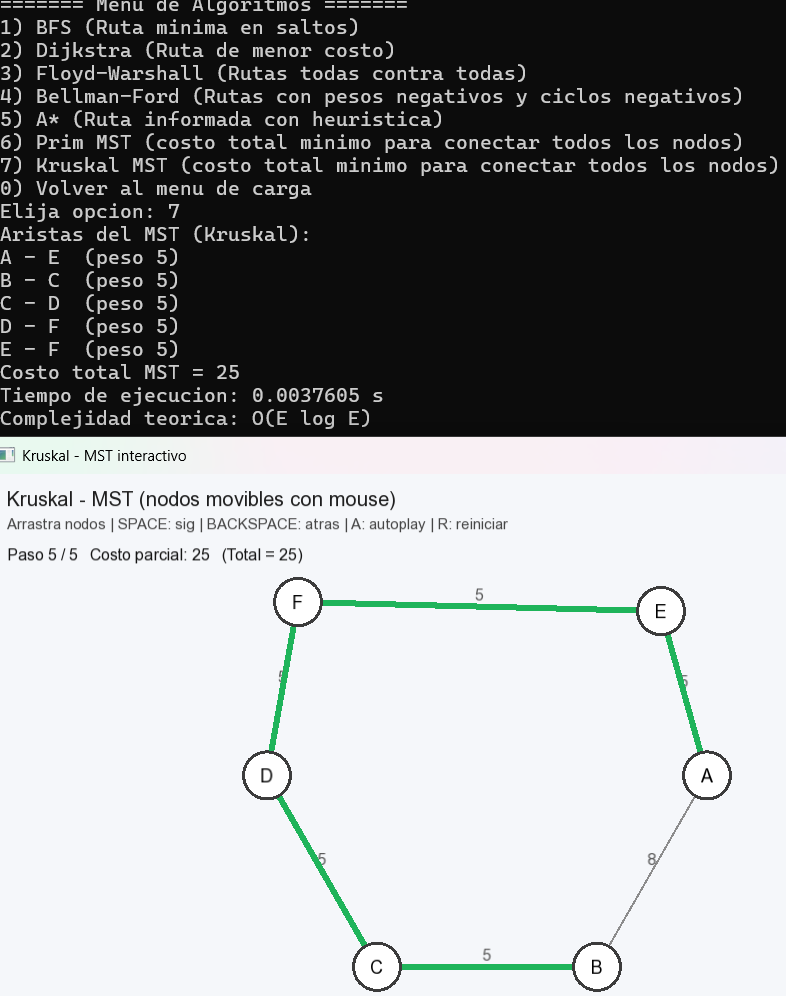 ======= Menu de Algoritmos =======
1) BFS (Ruta minima en saltos)
2) Dijkstra (Ruta de menor costo)
3) Floyd-Warshall (Rutas todas contra todas)
4) Bellman-Ford (Rutas con pesos negativos y ciclos negativos)
5) A* (Ruta informada con heuristica)
6) Prim MST (costo total minimo para conectar todos los nodos)
7) Kruskal MST (costo total minimo para conectar todos los nodos)
0) Volver al menu de carga
Elija opcion: 7
Aristas del MST (Kruskal):
A - E  (peso 5)
B - C  (peso 5)
C - D  (peso 5)
D - F  (peso 5)
E - F  (peso 5)
Costo total MST = 25
Tiempo de ejecucion: 0.0037605 s
Complejidad teorica: O(E log E)
Kruskal - MST interactivo
Kruskal - MST (nodos movibles con mouse)
Arrastra nodos | SPACE: sig | BACKSPACE: atras | A: autoplay | R: reiniciar
Paso 5 / 5   Costo parcial: 25   (Total = 25)
F
5
E
5
5
D
A
5
8
C
5
B